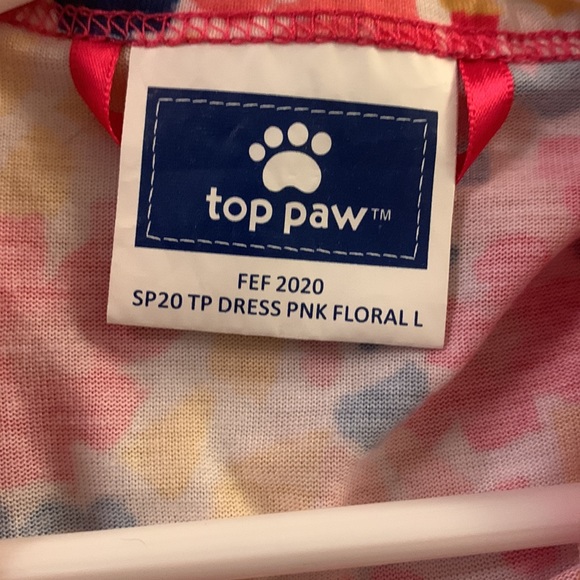 top paw™
FEF 2020
SP20 TP DRESS PNK FLORAL L